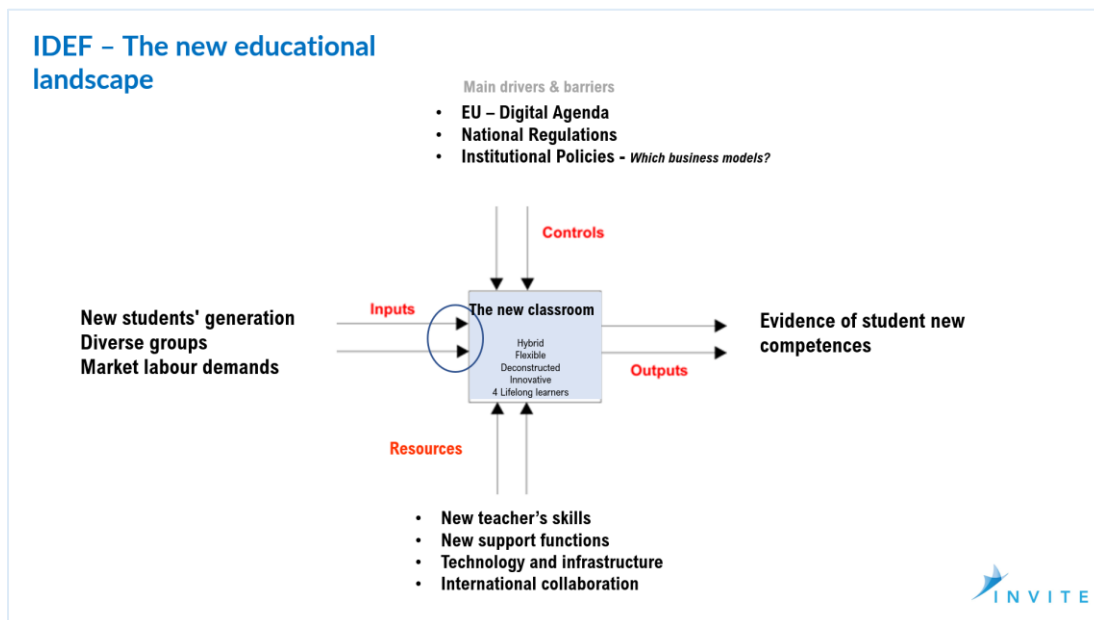 IDEF – The new educational
landscape
Main drivers & barriers
• EU – Digital Agenda
• National Regulations
• Institutional Policies - Which business models?
Controls
Inputs
New students' generation
Diverse groups
Market labour demands
The new classroom
Hybrid
Flexible
Deconstructed
Innovative
4 Lifelong learners
Evidence of student new
competences
Outputs
Resources
• New teacher’s skills
• New support functions
• Technology and infrastructure
• International collaboration
INVITE